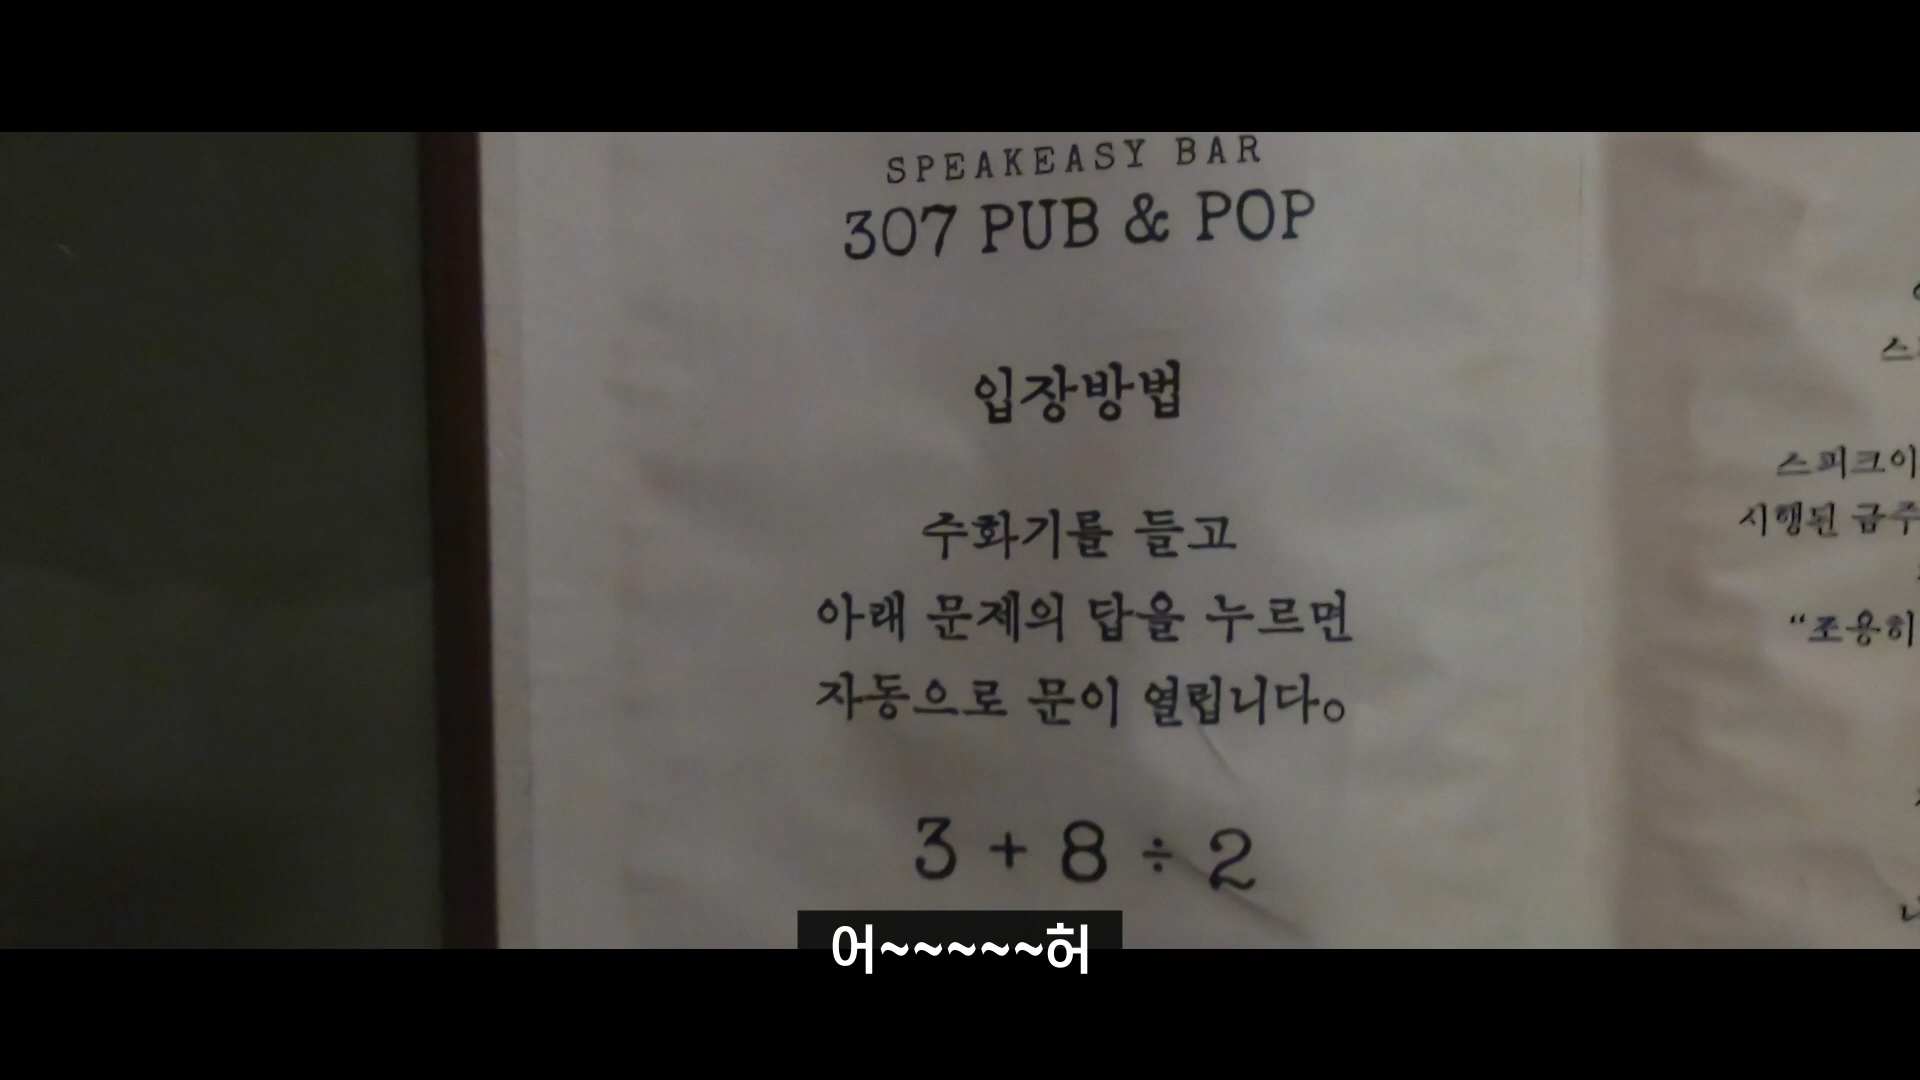 SPEAKEASY BAR
307 PUB & POP
입장방법
수화기를 들고
아래 문제의 답을 누르면
자동으로 문이 열립니다。
3 + 8 ÷ 2
스피크이
시행된 금주
“조용히
어~~~~~허